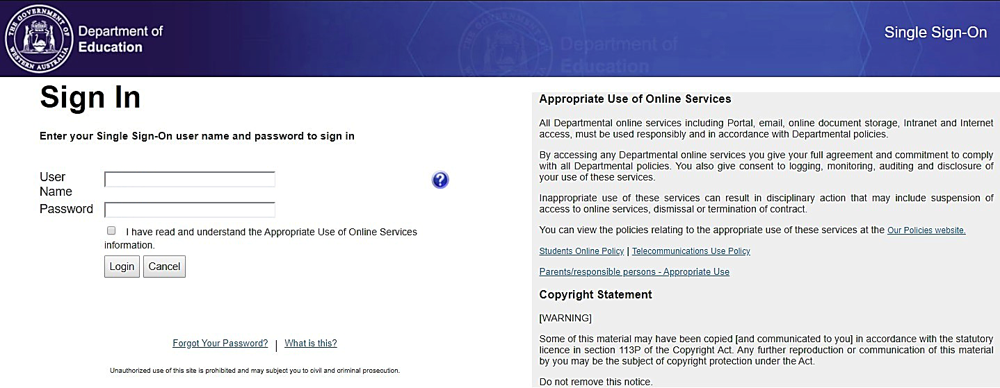 THE GOVERNMENT OF
WESTERN AUSTRALIA
Department of
Education
Department of
Education
Single Sign-On
Sign In
Enter your Single Sign-On user name and password to sign in
User
Name
?
Password
I have read and understand the Appropriate Use of Online Services
information.
Login Cancel
Forgot Your Password? | What is this?
Unauthorized use of this site is prohibited and may subject you to civil and criminal prosecution.
Appropriate Use of Online Services
All Departmental online services including Portal, email, online document storage, Intranet and Internet
access, must be used responsibly and in accordance with Departmental policies.
By accessing any Departmental online services you give your full agreement and commitment to comply
with all Departmental policies. You also give consent to logging, monitoring, auditing and disclosure of
your use of these services.
Inappropriate use of these services can result in disciplinary action that may include suspension of
access to online services, dismissal or termination of contract.
You can view the policies relating to the appropriate use of these services at the Our Policies website.
Students Online Policy | Telecommunications Use Policy
Parents/responsible persons - Appropriate Use
Copyright Statement
[WARNING]
Some of this material may have been copied [and communicated to you] in accordance with the statutory
licence in section 113P of the Copyright Act. Any further reproduction or communication of this material
by you may be the subject of copyright protection under the Act.
Do not remove this notice.